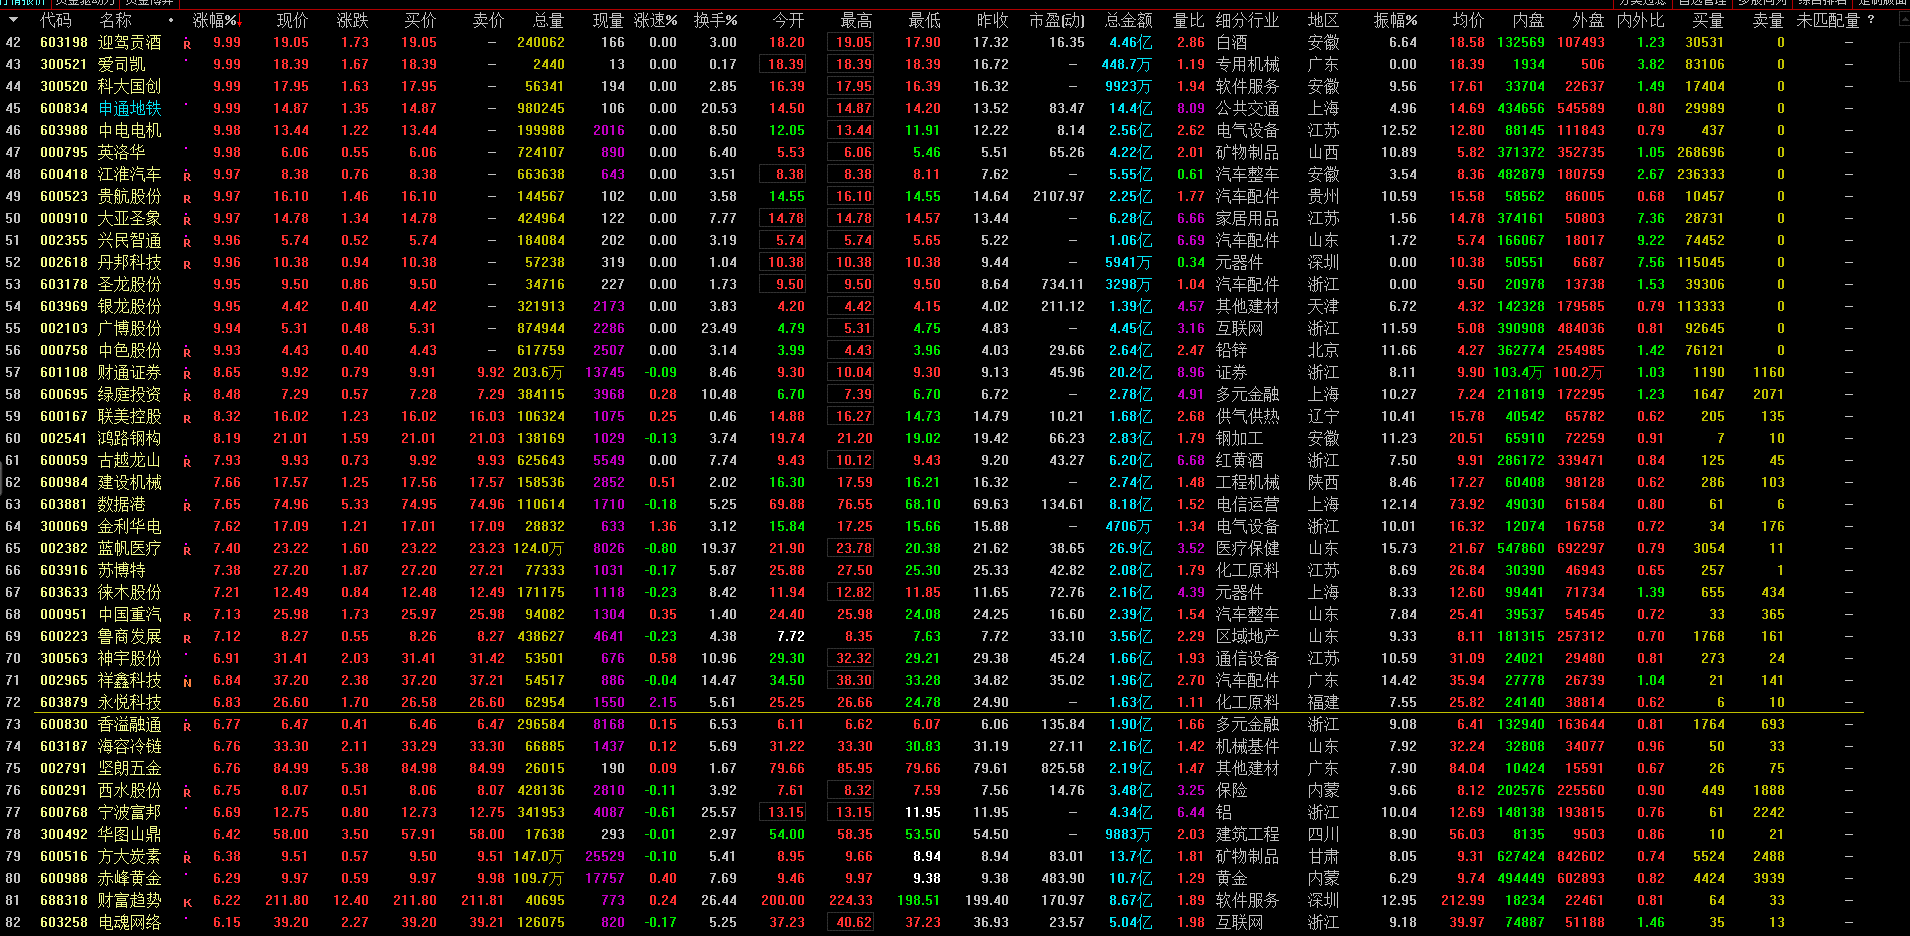 代码 名称 • 涨幅%↓ 现价 涨跌 买价 卖价 总量 现量 涨速% 换手% 今开 最高 最低 昨收 市盈(动) 总金额 量比 细分行业 地区 振幅% 均价 内盘 外盘 内外比 买量 卖量 未匹配量 ?
42 603198 迎驾贡酒 R 9.99 19.05 1.73 19.05 — 240062 166 0.00 3.00 18.20 19.05 17.90 17.32 16.35 4.46亿 2.86 白酒 安徽 6.64 18.58 132569 107493 1.23 30531 0 —
43 300521 爱司凯 9.99 18.39 1.67 18.39 — 2440 13 0.00 0.17 18.39 18.39 18.39 16.72 — 448.7万 1.19 专用机械 广东 0.00 18.39 1934 506 3.82 83106 0 —
44 300520 科大国创 9.99 17.95 1.63 17.95 — 56341 194 0.00 2.85 16.39 17.95 16.39 16.32 — 9923万 1.94 软件服务 安徽 9.56 17.61 33704 22637 1.49 17404 0 —
45 600834 申通地铁 9.99 14.87 1.35 14.87 — 980245 106 0.00 20.53 14.50 14.87 14.20 13.52 83.47 14.4亿 8.09 公共交通 上海 4.96 14.69 434656 545589 0.80 29989 0 —
46 603988 中电电机 9.98 13.44 1.22 13.44 — 199988 2016 0.00 8.50 12.05 13.44 11.91 12.22 8.14 2.56亿 2.62 电气设备 江苏 12.52 12.80 88145 111843 0.79 437 0 —
47 000795 英洛华 9.98 6.06 0.55 6.06 — 724107 890 0.00 6.40 5.53 6.06 5.46 5.51 65.26 4.22亿 2.01 矿物制品 山西 10.89 5.82 371372 352735 1.05 268696 0 —
48 600418 江淮汽车 R 9.97 8.38 0.76 8.38 — 663638 643 0.00 3.51 8.38 8.38 8.11 7.62 — 5.55亿 0.61 汽车整车 安徽 3.54 8.36 482879 180759 2.67 236333 0 —
49 600523 贵航股份 R 9.97 16.10 1.46 16.10 — 144567 102 0.00 3.58 14.55 16.10 14.55 14.64 2107.97 2.25亿 1.77 汽车配件 贵州 10.59 15.58 58562 86005 0.68 10457 0 —
50 000910 大亚圣象 R 9.97 14.78 1.34 14.78 — 424964 122 0.00 7.77 14.78 14.78 14.57 13.44 — 6.28亿 6.66 家居用品 江苏 1.56 14.78 374161 50803 7.36 28731 0 —
51 002355 兴民智通 R 9.96 5.74 0.52 5.74 — 184084 202 0.00 3.19 5.74 5.74 5.65 5.22 — 1.06亿 6.69 汽车配件 山东 1.72 5.74 166067 18017 9.22 74452 0 —
52 002618 丹邦科技 R 9.96 10.38 0.94 10.38 — 57238 319 0.00 1.04 10.38 10.38 10.38 9.44 — 5941万 0.34 元器件 深圳 0.00 10.38 50551 6687 7.56 115045 0 —
53 603178 圣龙股份 9.95 9.50 0.86 9.50 — 34716 227 0.00 1.73 9.50 9.50 9.50 8.64 734.11 3298万 1.04 汽车配件 浙江 0.00 9.50 20978 13738 1.53 39306 0 —
54 603969 银龙股份 9.95 4.42 0.40 4.42 — 321913 2173 0.00 3.83 4.20 4.42 4.15 4.02 211.12 1.39亿 4.57 其他建材 天津 6.72 4.32 142328 179585 0.79 113333 0 —
55 002103 广博股份 9.94 5.31 0.48 5.31 — 874944 2286 0.00 23.49 4.79 5.31 4.75 4.83 — 4.45亿 3.16 互联网 浙江 11.59 5.08 390908 484036 0.81 92645 0 —
56 000758 中色股份 R 9.93 4.43 0.40 4.43 — 617759 2507 0.00 3.14 3.99 4.43 3.96 4.03 29.66 2.64亿 2.47 铅锌 北京 11.66 4.27 362774 254985 1.42 76121 0 —
57 601108 财通证券 R 8.65 9.92 0.79 9.91 9.92 203.6万 13745 -0.09 8.46 9.30 10.04 9.30 9.13 45.96 20.2亿 8.96 证券 浙江 8.11 9.90 103.4万 100.2万 1.03 1190 1160 —
58 600695 绿庭投资 R 8.48 7.29 0.57 7.28 7.29 384115 3968 0.28 10.48 6.70 7.39 6.70 6.72 — 2.78亿 4.91 多元金融 上海 10.27 7.24 211819 172295 1.23 1647 2071 —
59 600167 联美控股 R 8.32 16.02 1.23 16.02 16.03 106324 1075 0.25 0.46 14.88 16.27 14.73 14.79 10.21 1.68亿 2.68 供气供热 辽宁 10.41 15.78 40542 65782 0.62 205 135 —
60 002541 鸿路钢构 8.19 21.01 1.59 21.01 21.03 138169 1029 -0.13 3.74 19.74 21.20 19.02 19.42 66.23 2.83亿 1.79 钢加工 安徽 11.23 20.51 65910 72259 0.91 7 10 —
61 600059 古越龙山 R 7.93 9.93 0.73 9.92 9.93 625643 5549 0.00 7.74 9.43 10.12 9.43 9.20 43.27 6.20亿 6.68 红黄酒 浙江 7.50 9.91 286172 339471 0.84 125 45 —
62 600984 建设机械 7.66 17.57 1.25 17.56 17.57 158536 2852 0.51 2.02 16.30 17.59 16.21 16.32 — 2.74亿 1.48 工程机械 陕西 8.46 17.27 60408 98128 0.62 286 103 —
63 603881 数据港 R 7.65 74.96 5.33 74.95 74.96 110614 1710 -0.18 5.25 69.88 76.55 68.10 69.63 134.61 8.18亿 1.52 电信运营 上海 12.14 73.92 49030 61584 0.80 61 6 —
64 300069 金利华电 7.62 17.09 1.21 17.01 17.09 28832 633 1.36 3.12 15.84 17.25 15.66 15.88 — 4706万 1.34 电气设备 浙江 10.01 16.32 12074 16758 0.72 34 176 —
65 002382 蓝帆医疗 R 7.40 23.22 1.60 23.22 23.23 124.0万 8026 -0.80 19.37 21.90 23.78 20.38 21.62 38.65 26.9亿 3.52 医疗保健 山东 15.73 21.67 547860 692297 0.79 3054 11 —
66 603916 苏博特 7.38 27.20 1.87 27.20 27.21 77333 1031 -0.17 5.87 25.88 27.50 25.30 25.33 42.82 2.08亿 1.79 化工原料 江苏 8.69 26.84 30390 46943 0.65 257 1 —
67 603633 徕木股份 7.21 12.49 0.84 12.48 12.49 171175 1118 -0.23 8.42 11.94 12.82 11.85 11.65 72.76 2.16亿 4.39 元器件 上海 8.33 12.60 99441 71734 1.39 655 434 —
68 000951 中国重汽 R 7.13 25.98 1.73 25.97 25.98 94082 1304 0.35 1.40 24.40 25.98 24.08 24.25 16.60 2.39亿 1.54 汽车整车 山东 7.84 25.41 39537 54545 0.72 33 365 —
69 600223 鲁商发展 R 7.12 8.27 0.55 8.26 8.27 438627 4641 -0.23 4.38 7.72 8.35 7.63 7.72 33.10 3.56亿 2.29 区域地产 山东 9.33 8.11 181315 257312 0.70 1768 161 —
70 300563 神宇股份 6.91 31.41 2.03 31.41 31.42 53501 676 0.58 10.96 29.30 32.32 29.21 29.38 45.24 1.66亿 1.93 通信设备 江苏 10.59 31.09 24021 29480 0.81 273 24 —
71 002965 祥鑫科技 N 6.84 37.20 2.38 37.20 37.21 54517 886 -0.04 14.47 34.50 38.30 33.28 34.82 35.02 1.96亿 2.70 汽车配件 广东 14.42 35.94 27778 26739 1.04 21 141 —
72 603879 永悦科技 6.83 26.60 1.70 26.58 26.60 62954 1550 2.15 5.61 25.25 26.66 24.78 24.90 — 1.63亿 1.11 化工原料 福建 7.55 25.82 24140 38814 0.62 6 10 —
73 600830 香溢融通 R 6.77 6.47 0.41 6.46 6.47 296584 8168 0.15 6.53 6.11 6.62 6.07 6.06 135.84 1.90亿 1.66 多元金融 浙江 9.08 6.41 132940 163644 0.81 1764 693 —
74 603187 海容冷链 6.76 33.30 2.11 33.29 33.30 66885 1437 0.12 5.69 31.22 33.30 30.83 31.19 27.11 2.16亿 1.42 机械基件 山东 7.92 32.24 32808 34077 0.96 50 33 —
75 002791 坚朗五金 6.76 84.99 5.38 84.98 84.99 26015 190 0.09 1.67 79.66 85.95 79.66 79.61 825.58 2.19亿 1.47 其他建材 广东 7.90 84.04 10424 15591 0.67 26 75 —
76 600291 西水股份 R 6.75 8.07 0.51 8.06 8.07 428136 2810 -0.11 3.92 7.61 8.32 7.59 7.56 14.76 3.48亿 3.25 保险 内蒙 9.66 8.12 202576 225560 0.90 449 1888 —
77 600768 宁波富邦 6.69 12.75 0.80 12.73 12.75 341953 4087 -0.61 25.57 13.15 13.15 11.95 11.95 — 4.34亿 6.44 铝 浙江 10.04 12.69 148138 193815 0.76 61 2242 —
78 300492 华图山鼎 6.42 58.00 3.50 57.91 58.00 17638 293 -0.01 2.97 54.00 58.35 53.50 54.50 — 9883万 2.03 建筑工程 四川 8.90 56.03 8135 9503 0.86 10 21 —
79 600516 方大炭素 R 6.38 9.51 0.57 9.50 9.51 147.0万 25529 -0.10 5.41 8.95 9.66 8.94 8.94 83.01 13.7亿 1.81 矿物制品 甘肃 8.05 9.31 627424 842602 0.74 5524 2488 —
80 600988 赤峰黄金 6.29 9.97 0.59 9.97 9.98 109.7万 17757 0.40 7.69 9.46 9.97 9.38 9.38 483.90 10.7亿 1.29 黄金 内蒙 6.29 9.74 494449 602893 0.82 4424 3939 —
81 688318 财富趋势 K 6.22 211.80 12.40 211.80 211.81 40695 773 0.24 26.44 200.00 224.33 198.51 199.40 170.97 8.67亿 1.89 软件服务 深圳 12.95 212.99 18234 22461 0.81 64 33 —
82 603258 电魂网络 6.15 39.20 2.27 39.20 39.21 126075 820 -0.17 5.25 37.23 40.62 37.23 36.93 23.57 5.04亿 1.98 互联网 浙江 9.18 39.97 74887 51188 1.46 35 13 —